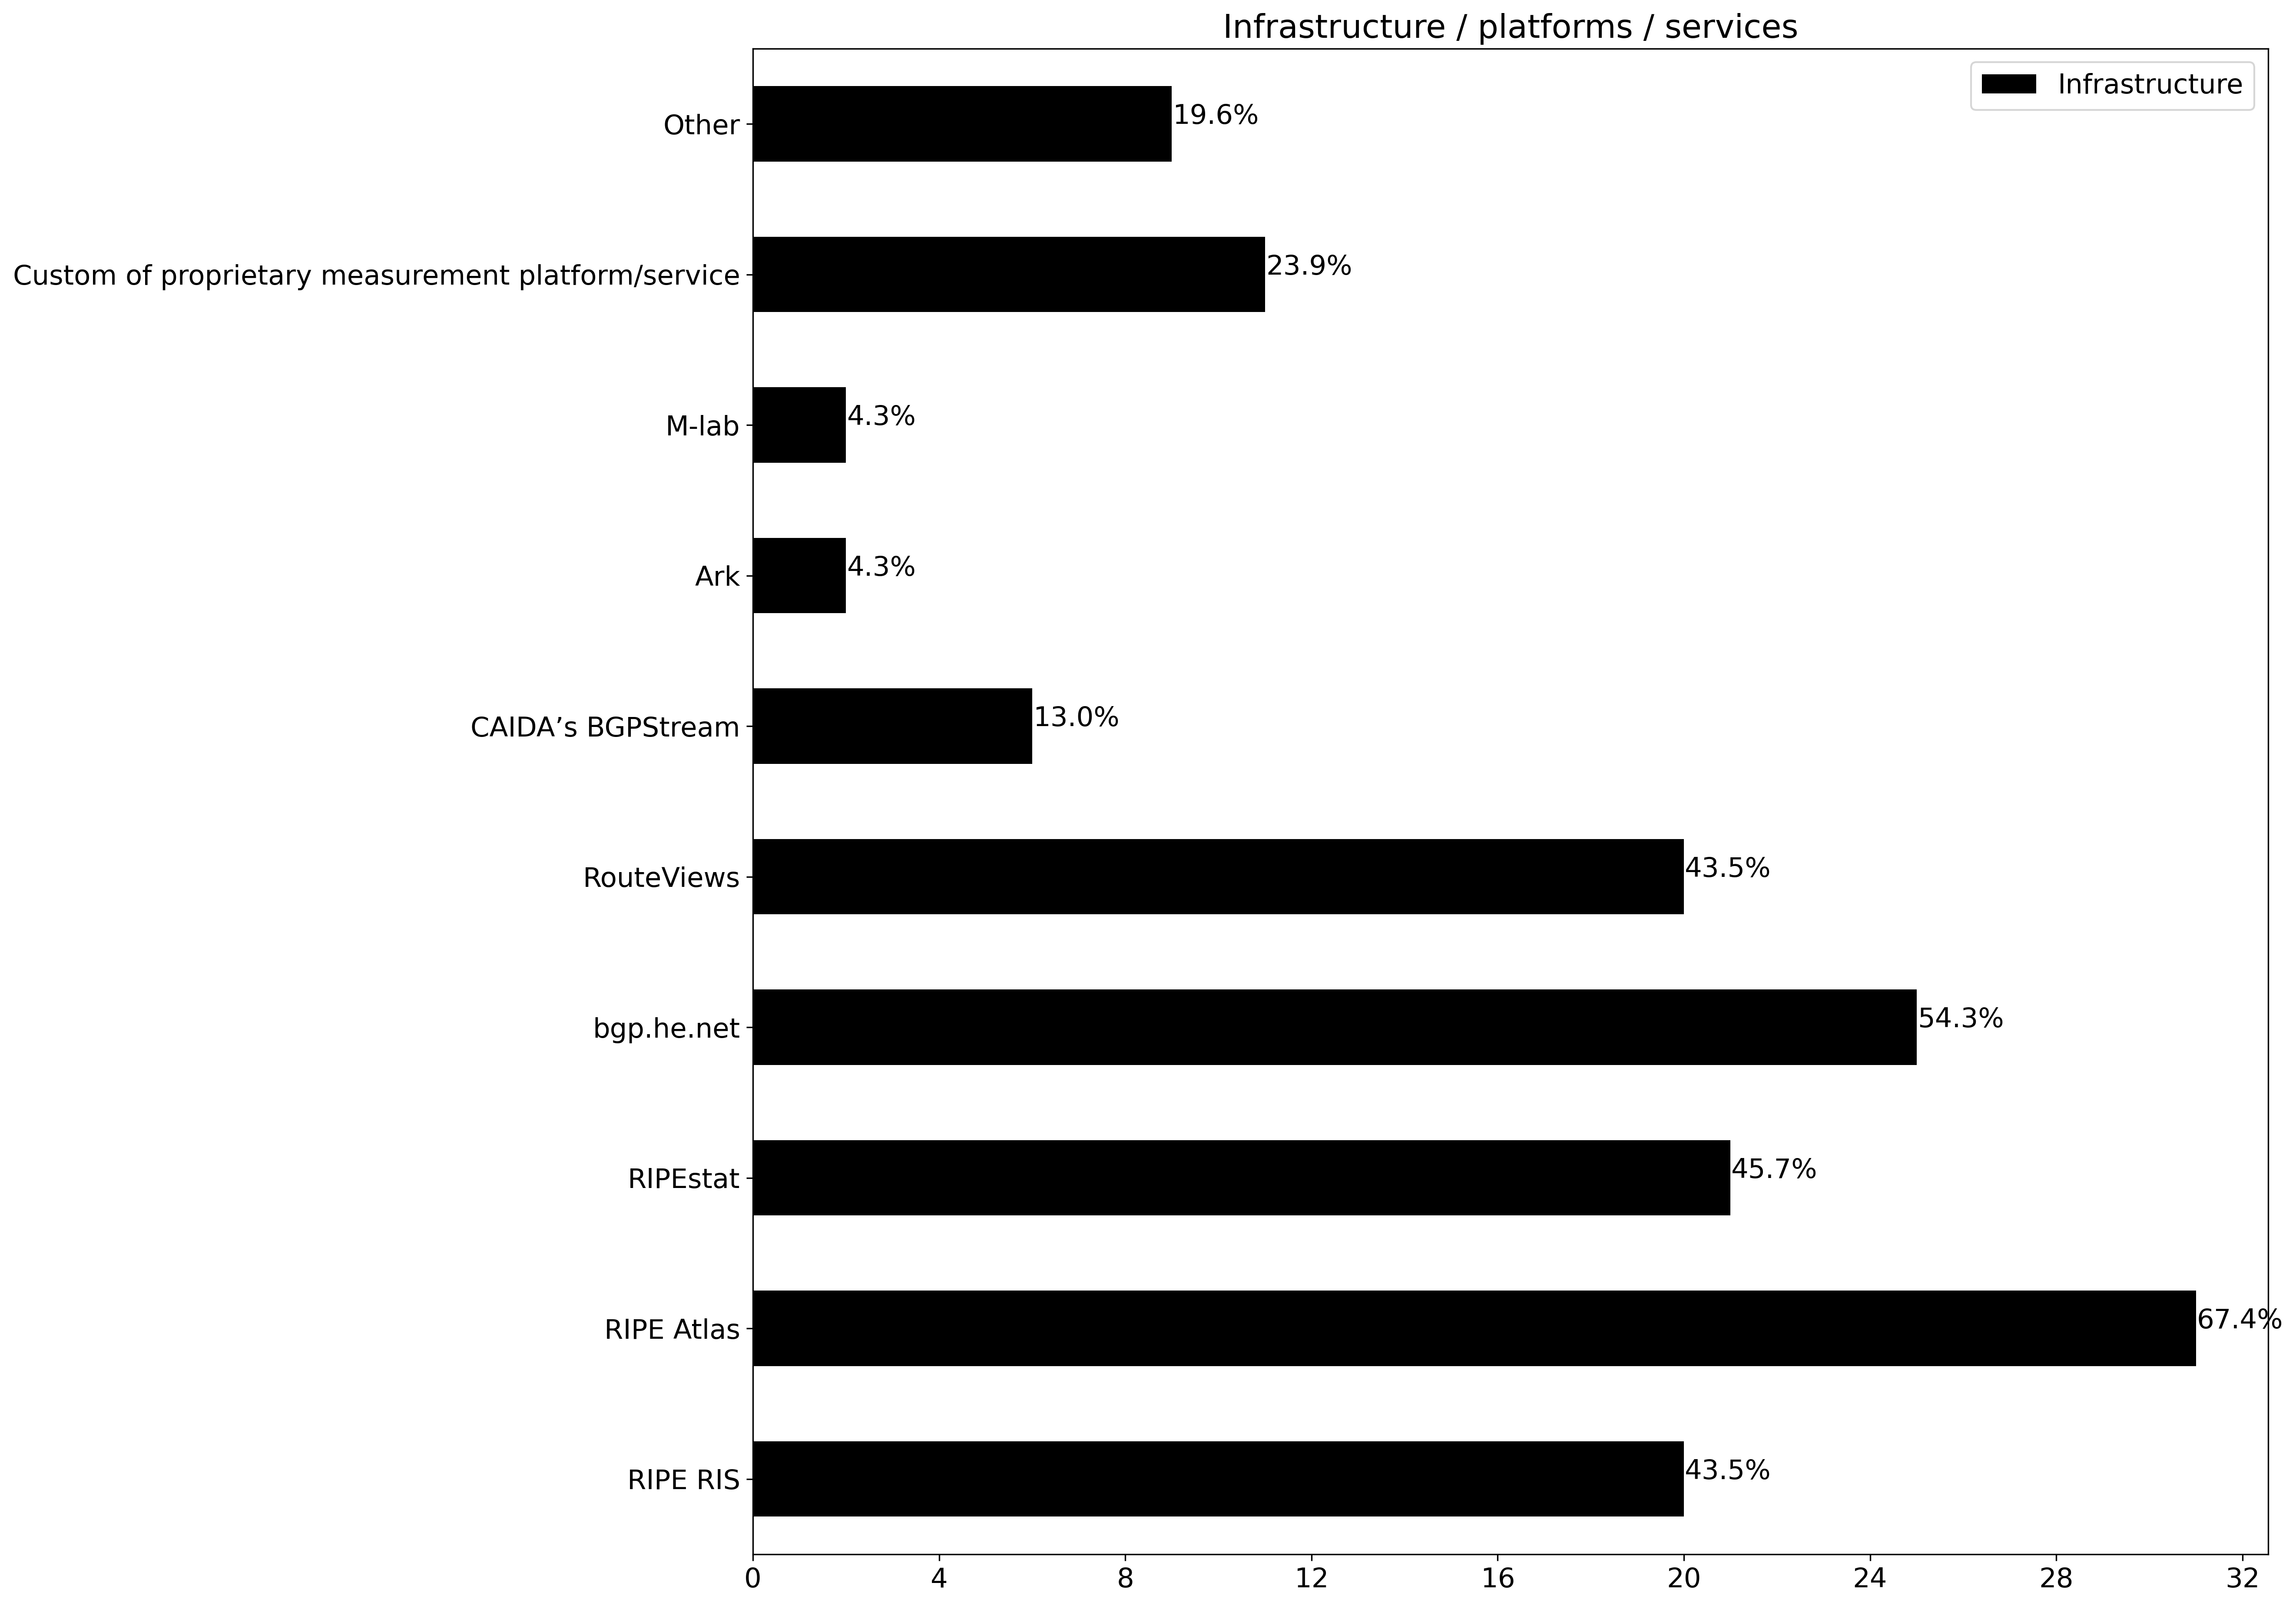 Infrastructure / platforms / services
Infrastructure
Other
19.6%
Custom of proprietary measurement platform/service
23.9%
M-lab
4.3%
Ark
4.3%
CAIDA’s BGPStream
13.0%
RouteViews
43.5%
bgp.he.net
54.3%
RIPEstat
45.7%
RIPE Atlas
67.4%
RIPE RIS
43.5%
0 4 8 12 16 20 24 28 32